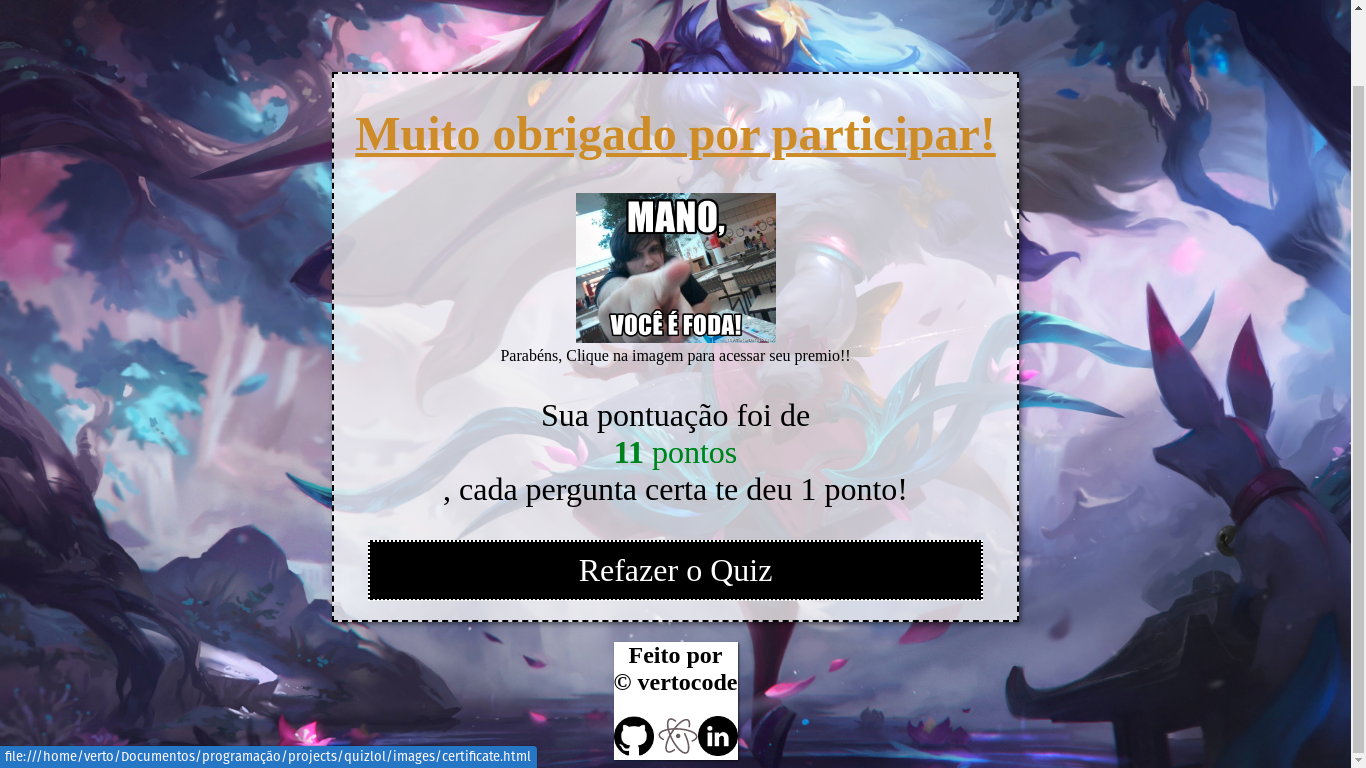 Muito obrigado por participar!
MANO,
VOCÊ É FODA!
Parabéns, Clique na imagem para acessar seu premio!!
Sua pontuação foi de
11 pontos
, cada pergunta certa te deu 1 ponto!
Refazer o Quiz
Feito por
© vertocode
in
file:///home/verto/Documentos/programação/projects/quizlol/images/certificate.html